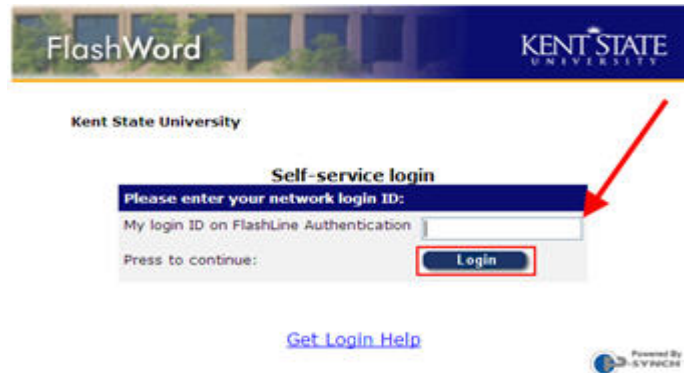 FlashWord
KENT STATE
UNIVERSITY
Kent State University
Self-service login
Please enter your network login ID:
My login ID on FlashLine Authentication
Press to continue:
Login
Get Login Help
Powered By
P-SYNCH